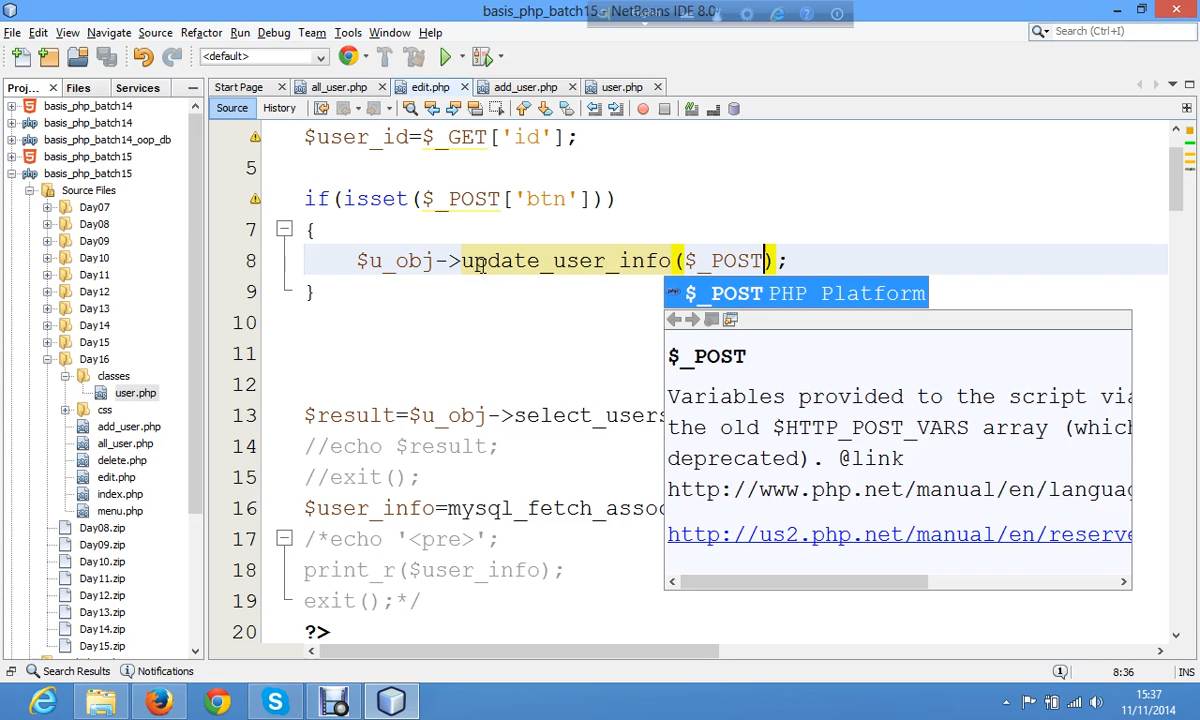 basis_php_batch15 - NetBeans IDE 8.0
File Edit View Navigate Source Refactor Run Debug Team Tools Window Help
<default>
Search (Ctrl+I)
Proj... Files Services
Start Page all_user.php edit.php add_user.php user.php
Source History
basis_php_batch14
basis_php_batch14
basis_php_batch14_oop_db
basis_php_batch15
basis_php_batch15
Source Files
Day07
Day08
Day09
Day10
Day11
Day12
Day13
Day14
Day15
Day16
classes
user.php
css
add_user.php
all_user.php
delete.php
edit.php
index.php
menu.php
Day08.zip
Day09.zip
Day10.zip
Day11.zip
Day12.zip
Day13.zip
Day14.zip
Day15.zip
$user_id=$_GET['id'];
5
if(isset($_POST['btn']))
7 {
8 $u_obj->update_user_info($_POST);
9 }
10
11
12
13 $result=$u_obj->select_users
14 //echo $result;
15 //exit();
16 $user_info=mysql_fetch_assoc
17 /*echo '<pre>';
18 print_r($user_info);
19 exit();*/
20 ?>
$_POST PHP Platform
$_POST
Variables provided to the script via
the old $HTTP_POST_VARS array (which
deprecated). @link
http://www.php.net/manual/en/languag
http://us2.php.net/manual/en/reserve
Search Results Notifications
8:36 INS
15:37
11/11/2014